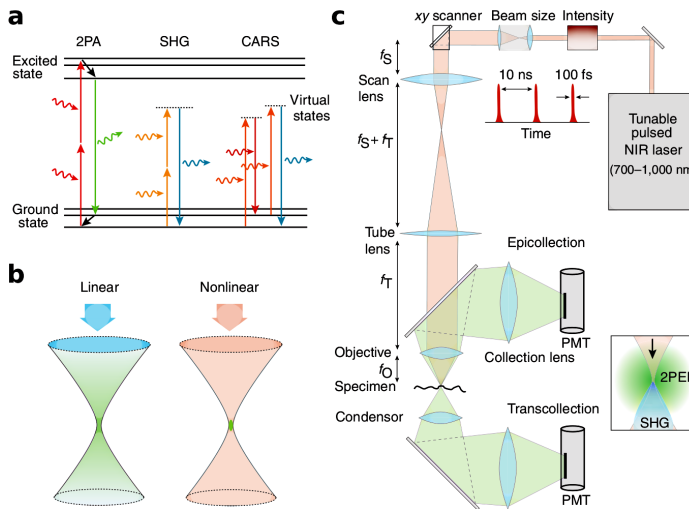 a
2PA
SHG
CARS
Excited
state
Virtual
states
Ground
state
b
Linear
Nonlinear
c
xy scanner
Beam size
Intensity
fS
Scan
lens
10 ns
100 fs
Time
Tunable
pulsed
NIR laser
(700–1,000 nm
fS + fT
Tube
lens
fT
Epicollection
PMT
Objective
Collection lens
fO
Specimen
Condensor
Transcollection
PMT
SHG